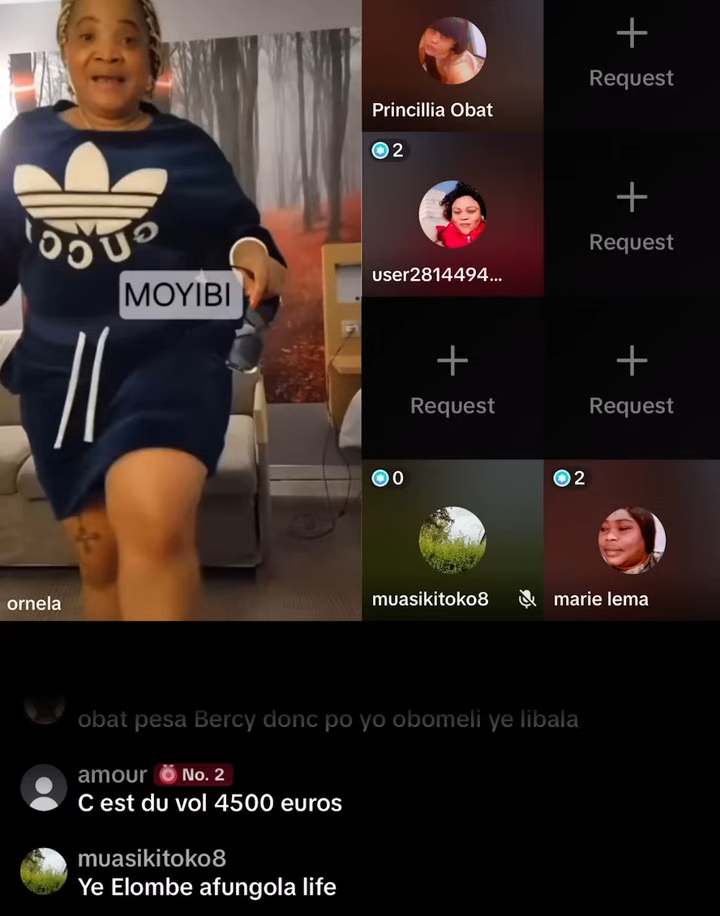 Princillia Obat
Request
2
user2814494...
Request
GUCCI
MOYIBI
Request
Request
0
muasikitoko8
2
marie lema
ornela
obat pesa Bercy donc po yo obomeli ye libala
amour No. 2
C est du vol 4500 euros
muasikitoko8
Ye Elombe afungola life